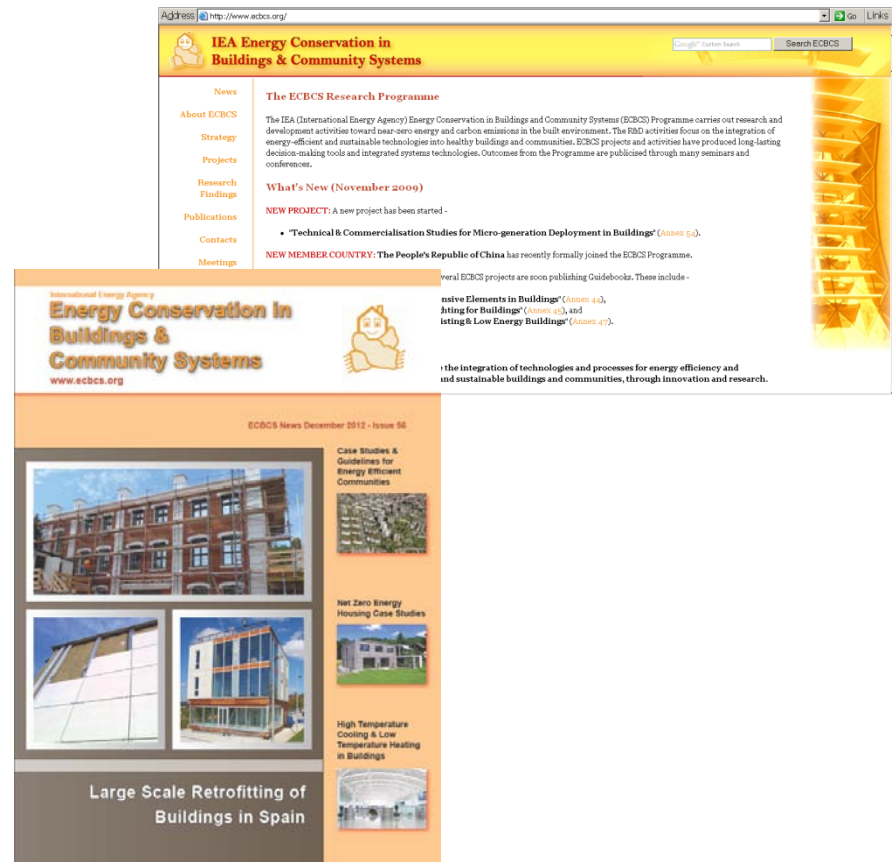 Address http://www.ecbcs.org/ Go Links
IEA Energy Conservation in
Buildings & Community Systems
Google™ Custom Search Search ECBCS
News
About ECBCS
Strategy
Projects
Research
Findings
Publications
Contacts
Meetings
The ECBCS Research Programme
The IEA (International Energy Agency) Energy Conservation in Buildings and Community Systems (ECBCS) Programme carries out research and
development activities toward near-zero energy and carbon emissions in the built environment. The R&D activities focus on the integration of
energy-efficient and sustainable technologies into healthy buildings and communities. ECBCS projects and activities have produced long-lasting
decision-making tools and integrated systems technologies. Outcomes from the Programme are publicised through many seminars and
conferences.
What's New (November 2009)
NEW PROJECT: A new project has been started -
• "Technical & Commercialisation Studies for Micro-generation Deployment in Buildings" (Annex 54).
NEW MEMBER COUNTRY: The People's Republic of China has recently formally joined the ECBCS Programme.
veral ECBCS projects are soon publishing Guidebooks. These include -
nsive Elements in Buildings" (Annex 44),
hting for Buildings" (Annex 45), and
isting & Low Energy Buildings" (Annex 47).
the integration of technologies and processes for energy efficiency and
nd sustainable buildings and communities, through innovation and research.
International Energy Agency
Energy Conservation in
Buildings &
Community Systems
www.ecbcs.org
ECBCS News December 2012 - Issue 56
Case Studies &
Guidelines for
Energy Efficient
Communities
Net Zero Energy
Housing Case Studies
High Temperature
Cooling & Low
Temperature Heating
in Buildings
Large Scale Retrofitting of
Buildings in Spain